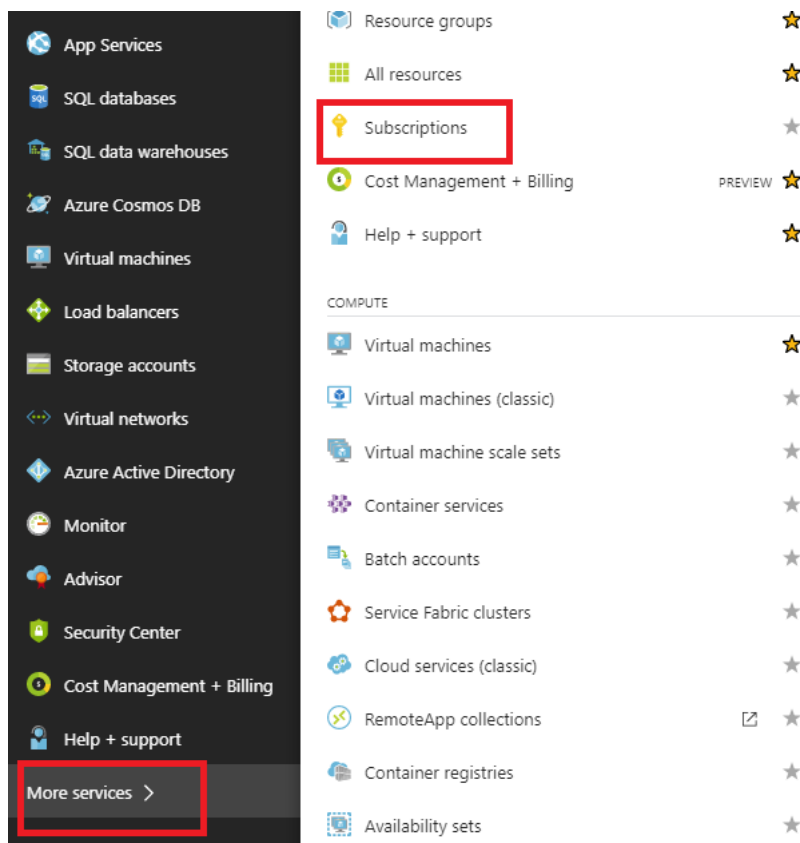 App Services
SQL databases
SQL data warehouses
Azure Cosmos DB
Virtual machines
Load balancers
Storage accounts
Virtual networks
Azure Active Directory
Monitor
Advisor
Security Center
Cost Management + Billing
Help + support
More services
Resource groups
All resources
Subscriptions
Cost Management + Billing PREVIEW
Help + support
COMPUTE
Virtual machines
Virtual machines (classic)
Virtual machine scale sets
Container services
Batch accounts
Service Fabric clusters
Cloud services (classic)
RemoteApp collections
Container registries
Availability sets